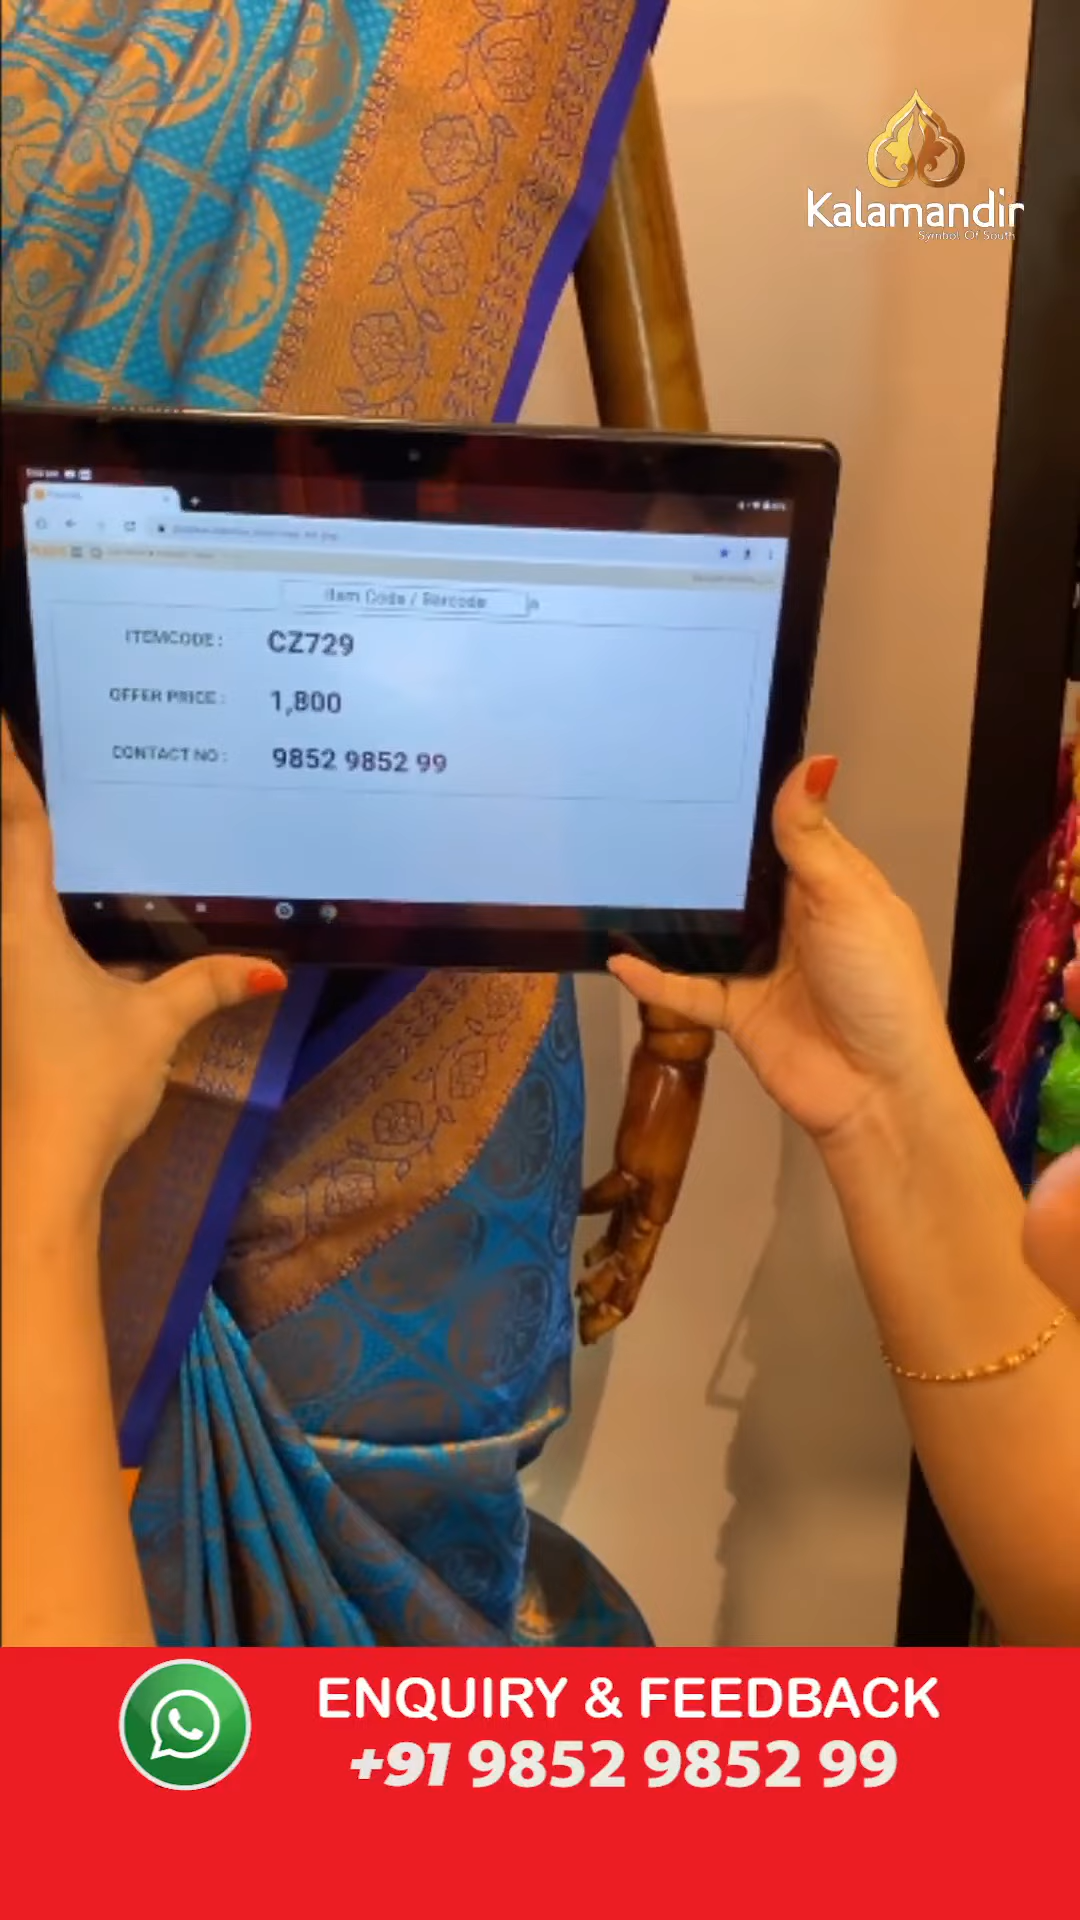 Kalamandir
Symbol Of South
Item Code / Barcode
ITEMCODE : CZ729
OFFER PRICE : 1,800
CONTACT NO : 9852 9852 99
ENQUIRY & FEEDBACK
+91 9852 9852 99